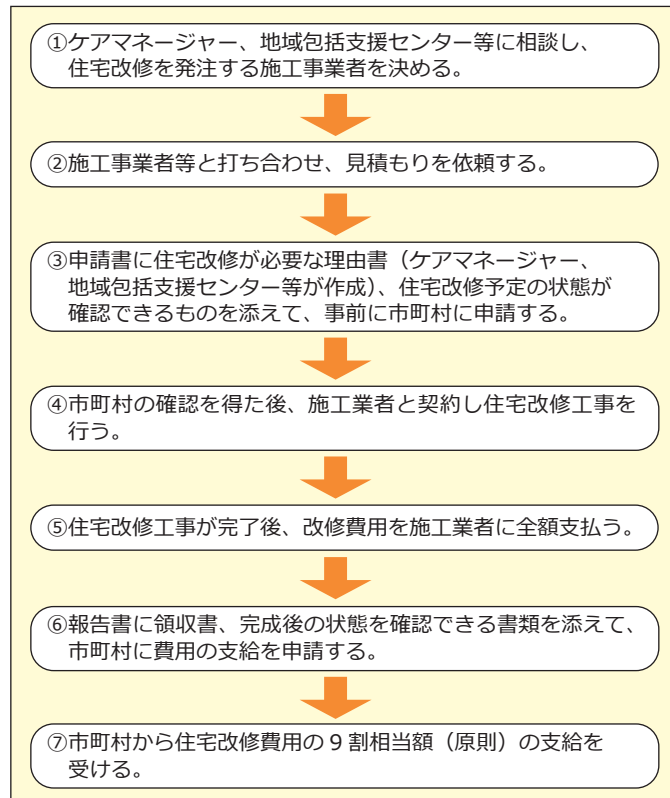 ①ケアマネージャー、地域包括支援センター等に相談し、
住宅改修を発注する施工事業者を決める。
②施工事業者等と打ち合わせ、見積もりを依頼する。
③申請書に住宅改修が必要な理由書（ケアマネージャー、
地域包括支援センター等が作成）、住宅改修予定の状態が
確認できるものを添えて、事前に市町村に申請する。
④市町村の確認を得た後、施工業者と契約し住宅改修工事を
行う。
⑤住宅改修工事が完了後、改修費用を施工業者に全額支払う。
⑥報告書に領収書、完成後の状態を確認できる書類を添えて、
市町村に費用の支給を申請する。
⑦市町村から住宅改修費用の９割相当額（原則）の支給を
受ける。